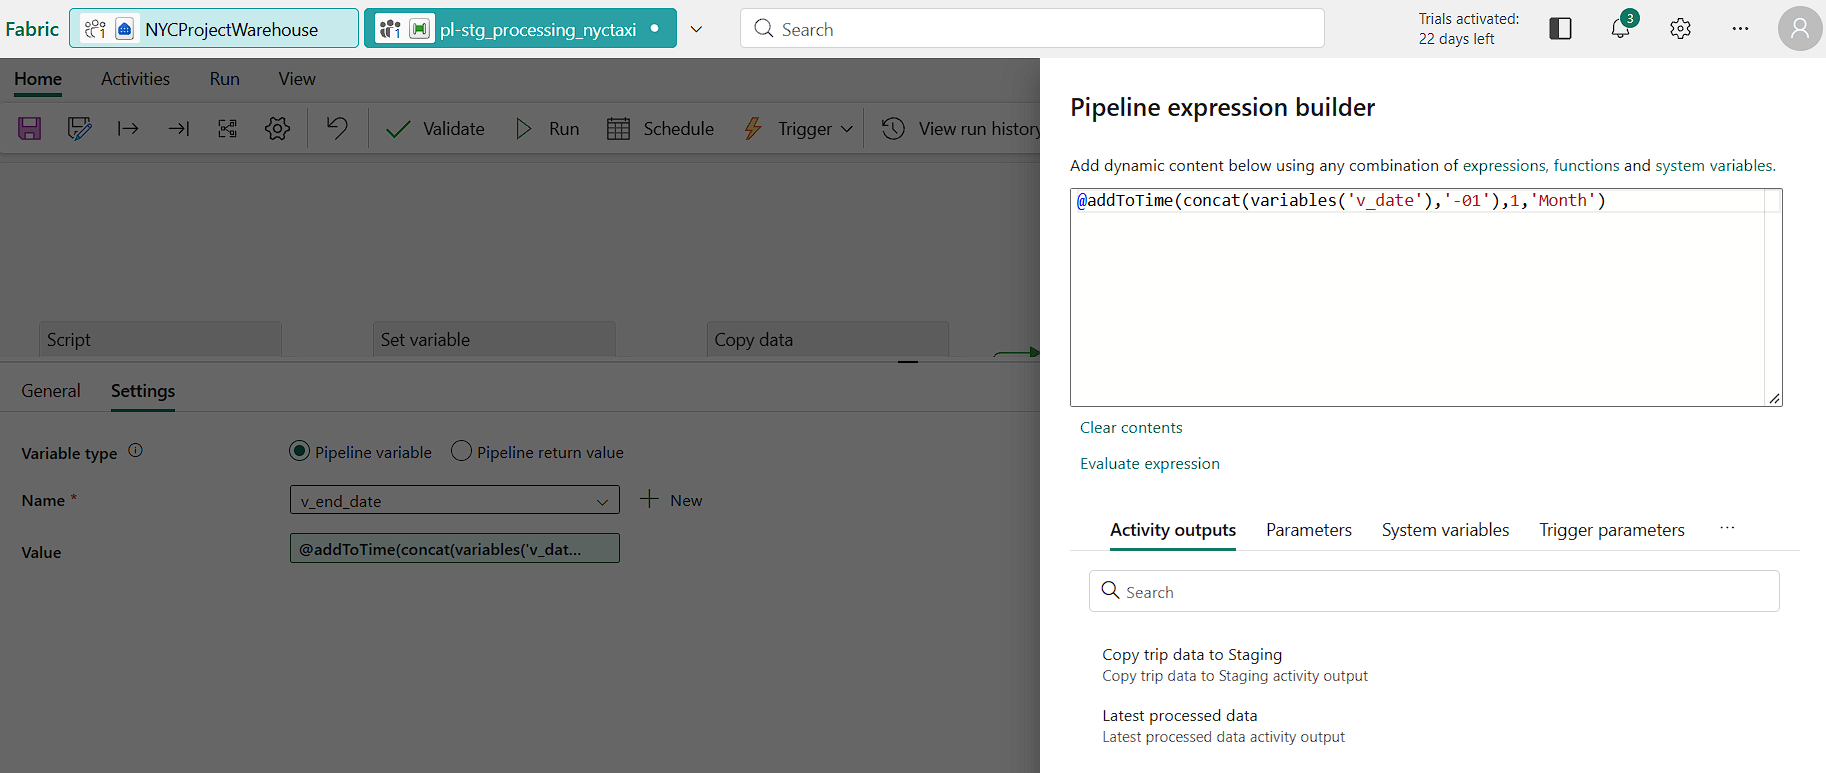 Fabric
1
NYCProjectWarehouse
1
pl-stg_processing_nyctaxi
Search
Trials activated:
22 days left
3
Home
Activities
Run
View
Validate
Run
Schedule
Trigger
View run history
Script
Set variable
Copy data
General
Settings
Variable type
Pipeline variable
Pipeline return value
Name *
v_end_date
New
Value
@addToTime(concat(variables('v_dat...
Pipeline expression builder
Add dynamic content below using any combination of expressions, functions and system variables.
@addToTime(concat(variables('v_date'),'-01'),1,'Month')
Clear contents
Evaluate expression
Activity outputs
Parameters
System variables
Trigger parameters
Search
Copy trip data to Staging
Copy trip data to Staging activity output
Latest processed data
Latest processed data activity output